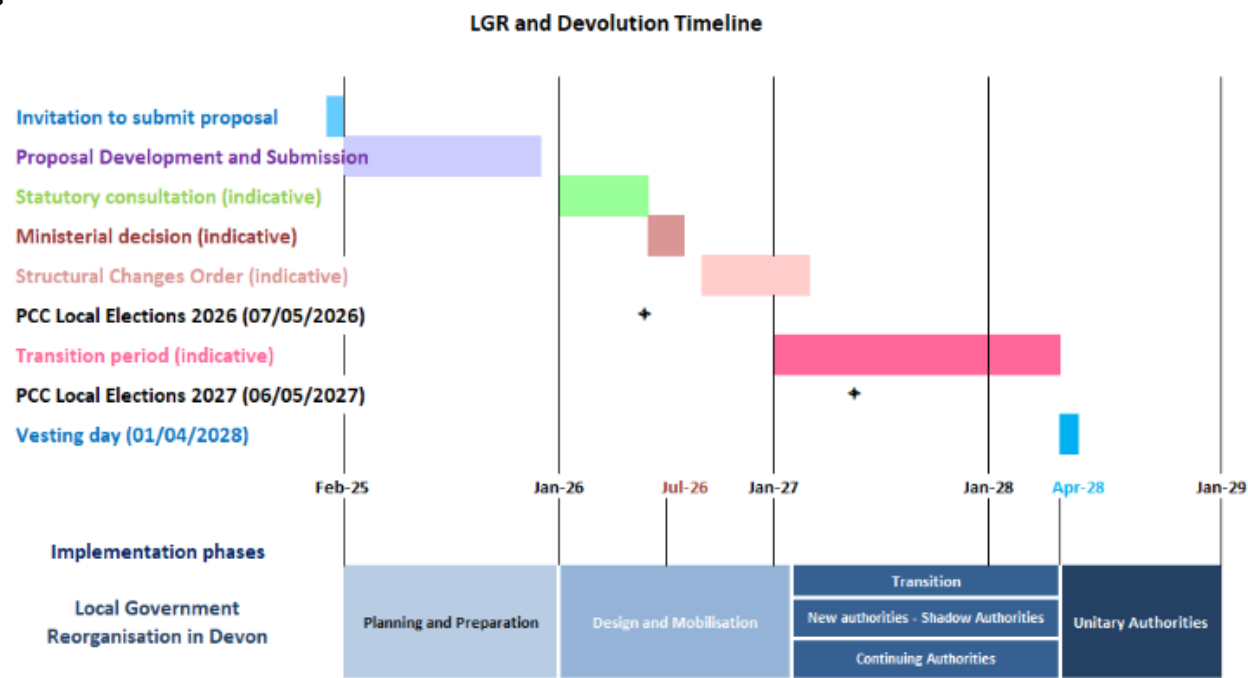 LGR and Devolution Timeline
Invitation to submit proposal
Proposal Development and Submission
Statutory consultation (indicative)
Ministerial decision (indicative)
Structural Changes Order (indicative)
PCC Local Elections 2026 (07/05/2026)
Transition period (indicative)
PCC Local Elections 2027 (06/05/2027)
Vesting day (01/04/2028)
Feb-25 Jan-26 Jul-26 Jan-27 Jan-28 Apr-28 Jan-29
Implementation phases
Local Government
Reorganisation in Devon
Planning and Preparation
Design and Mobilisation
Transition
New authorities - Shadow Authorities
Continuing Authorities
Unitary Authorities